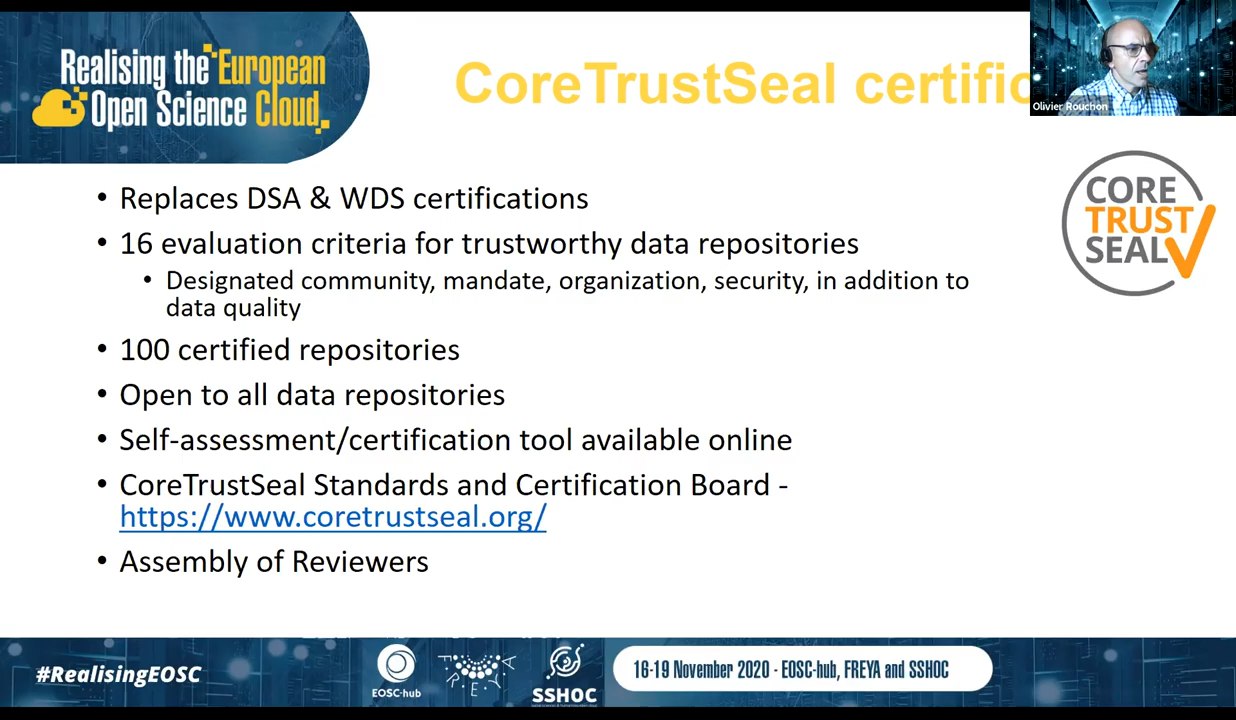 Realising the European
Open Science Cloud
CoreTrustSeal certific
Olivier Rouchon
CORE
TRUST
SEAL
• Replaces DSA & WDS certifications
• 16 evaluation criteria for trustworthy data repositories
• Designated community, mandate, organization, security, in addition to
data quality
• 100 certified repositories
• Open to all data repositories
• Self-assessment/certification tool available online
• CoreTrustSeal Standards and Certification Board -
https://www.coretrustseal.org/
• Assembly of Reviewers
#RealisingEOSC
EOSC-hub
FREYA
SSHOC
16-19 November 2020 - EOSC-hub, FREYA and SSHOC